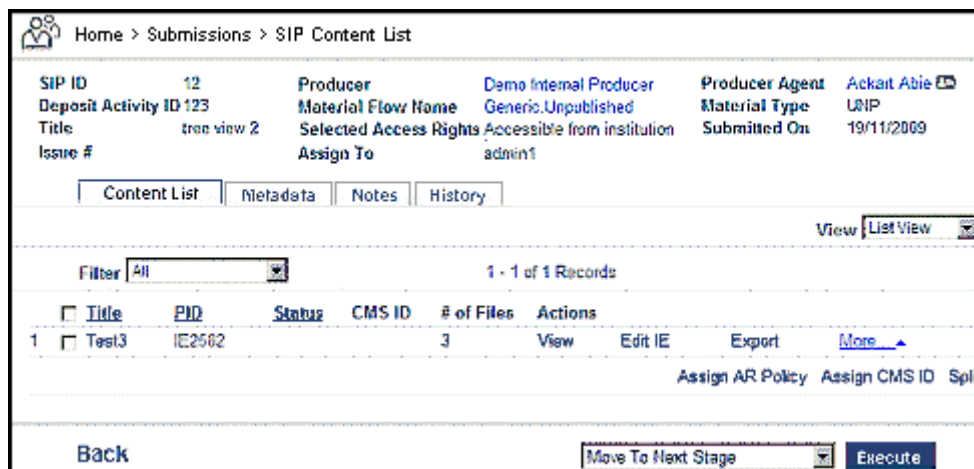 Home > Submissions > SIP Content List
SIP ID 12 Producer Demo Internal Producer Producer Agent Ackart Abie
Deposit Activity ID 123 Material Flow Name Generic.Unpublished Material Type UNP
Title tree view 2 Selected Access Rights Accessible from institution Submitted On 19/11/2009
Issue # Assign To admin1
Content List Metadata Notes History
View List View
Filter All 1 - 1 of 1 Records
Title PID Status CMS ID # of Files Actions
1 Test3 IE2582 3 View Edit IE Export More...
Assign AR Policy Assign CMS ID Spli
Back Move To Next Stage Execute